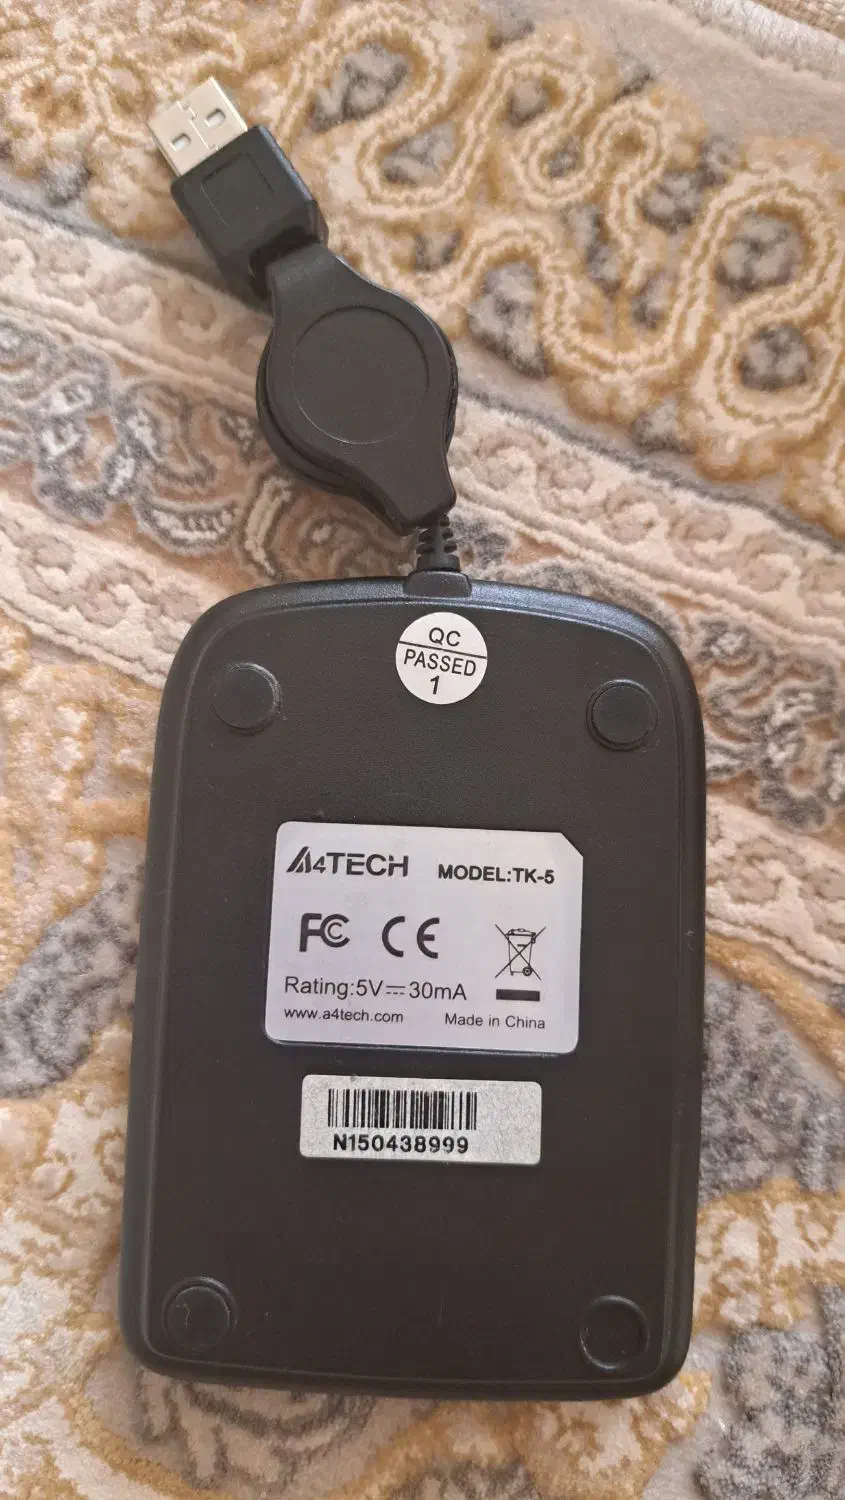 QC
PASSED
1
A4TECH MODEL:TK-5
FC CE
Rating:5V⎓30mA
www.a4tech.com Made in China
N150438999